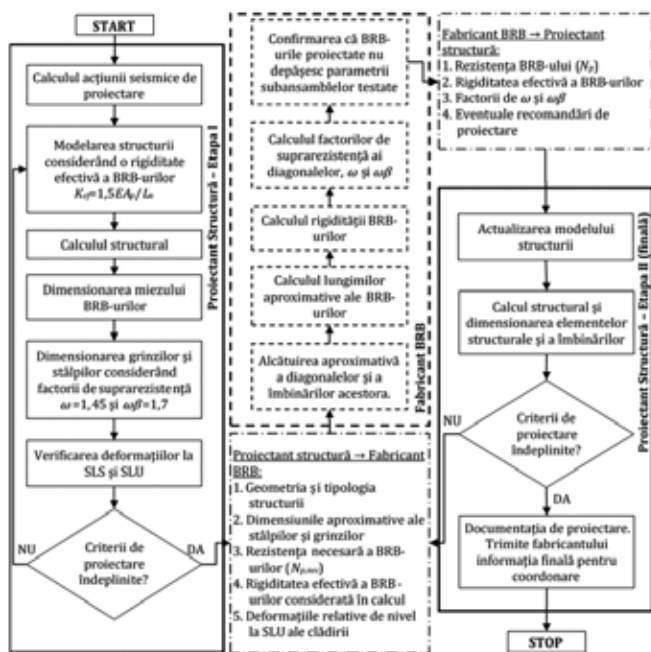 START
Calculul acțiunii seismice de
proiectare
Modelarea structurii
considerând o rigiditate
efectivă a BRB-urilor
Kef=1,5EAp/Ln
Calculul structural
Dimensionarea miezului
BRB-urilor
Dimensionarea grinzilor și
stâlpilor considerând
factorii de suprarezistență
ω=1,45 și ωβ=1,7
Verificarea deformațiilor la
SLS și SLU
Criterii de
proiectare
îndeplinite?
NU
DA
Proiectant Structură – Etapa I
Proiectant structură → Fabricant
BRB:
1. Geometria și tipologia
structurii
2. Dimensiunile aproximative ale
stâlpilor și grinzilor
3. Rezistența necesară a BRB-
urilor (Np,nec)
4. Rigiditatea efectivă a BRB-
urilor considerată în calcul
5. Deformațiile relative de nivel
la SLU ale clădirii
Alcătuirea aproximativă
a diagonalelor și a
îmbinărilor acestora.
Calculul lungimilor
aproximative ale BRB-
urilor
Calculul rigidității BRB-
urilor
Calculul factorilor de
suprarezistență ai
diagonalelor, ω și ωβ
Confirmarea că BRB-
urile proiectate nu
depășesc parametrii
subansamblelor testate
Fabricant BRB
Fabricant BRB → Proiectant
structură:
1. Rezistența BRB-ului (Np)
2. Rigiditatea efectivă a BRB-urilor
3. Factorii de ω și ωβ
4. Eventuale recomandări de
proiectare
Actualizarea modelului
structurii
Calcul structural și
dimensionarea elementelor
structurale și a îmbinărilor
Criterii de
proiectare
îndeplinite?
NU
DA
Documentația de proiectare.
Trimite fabricantului
informația finală pentru
coordonare
Proiectant Structură – Etapa II (finală)
STOP